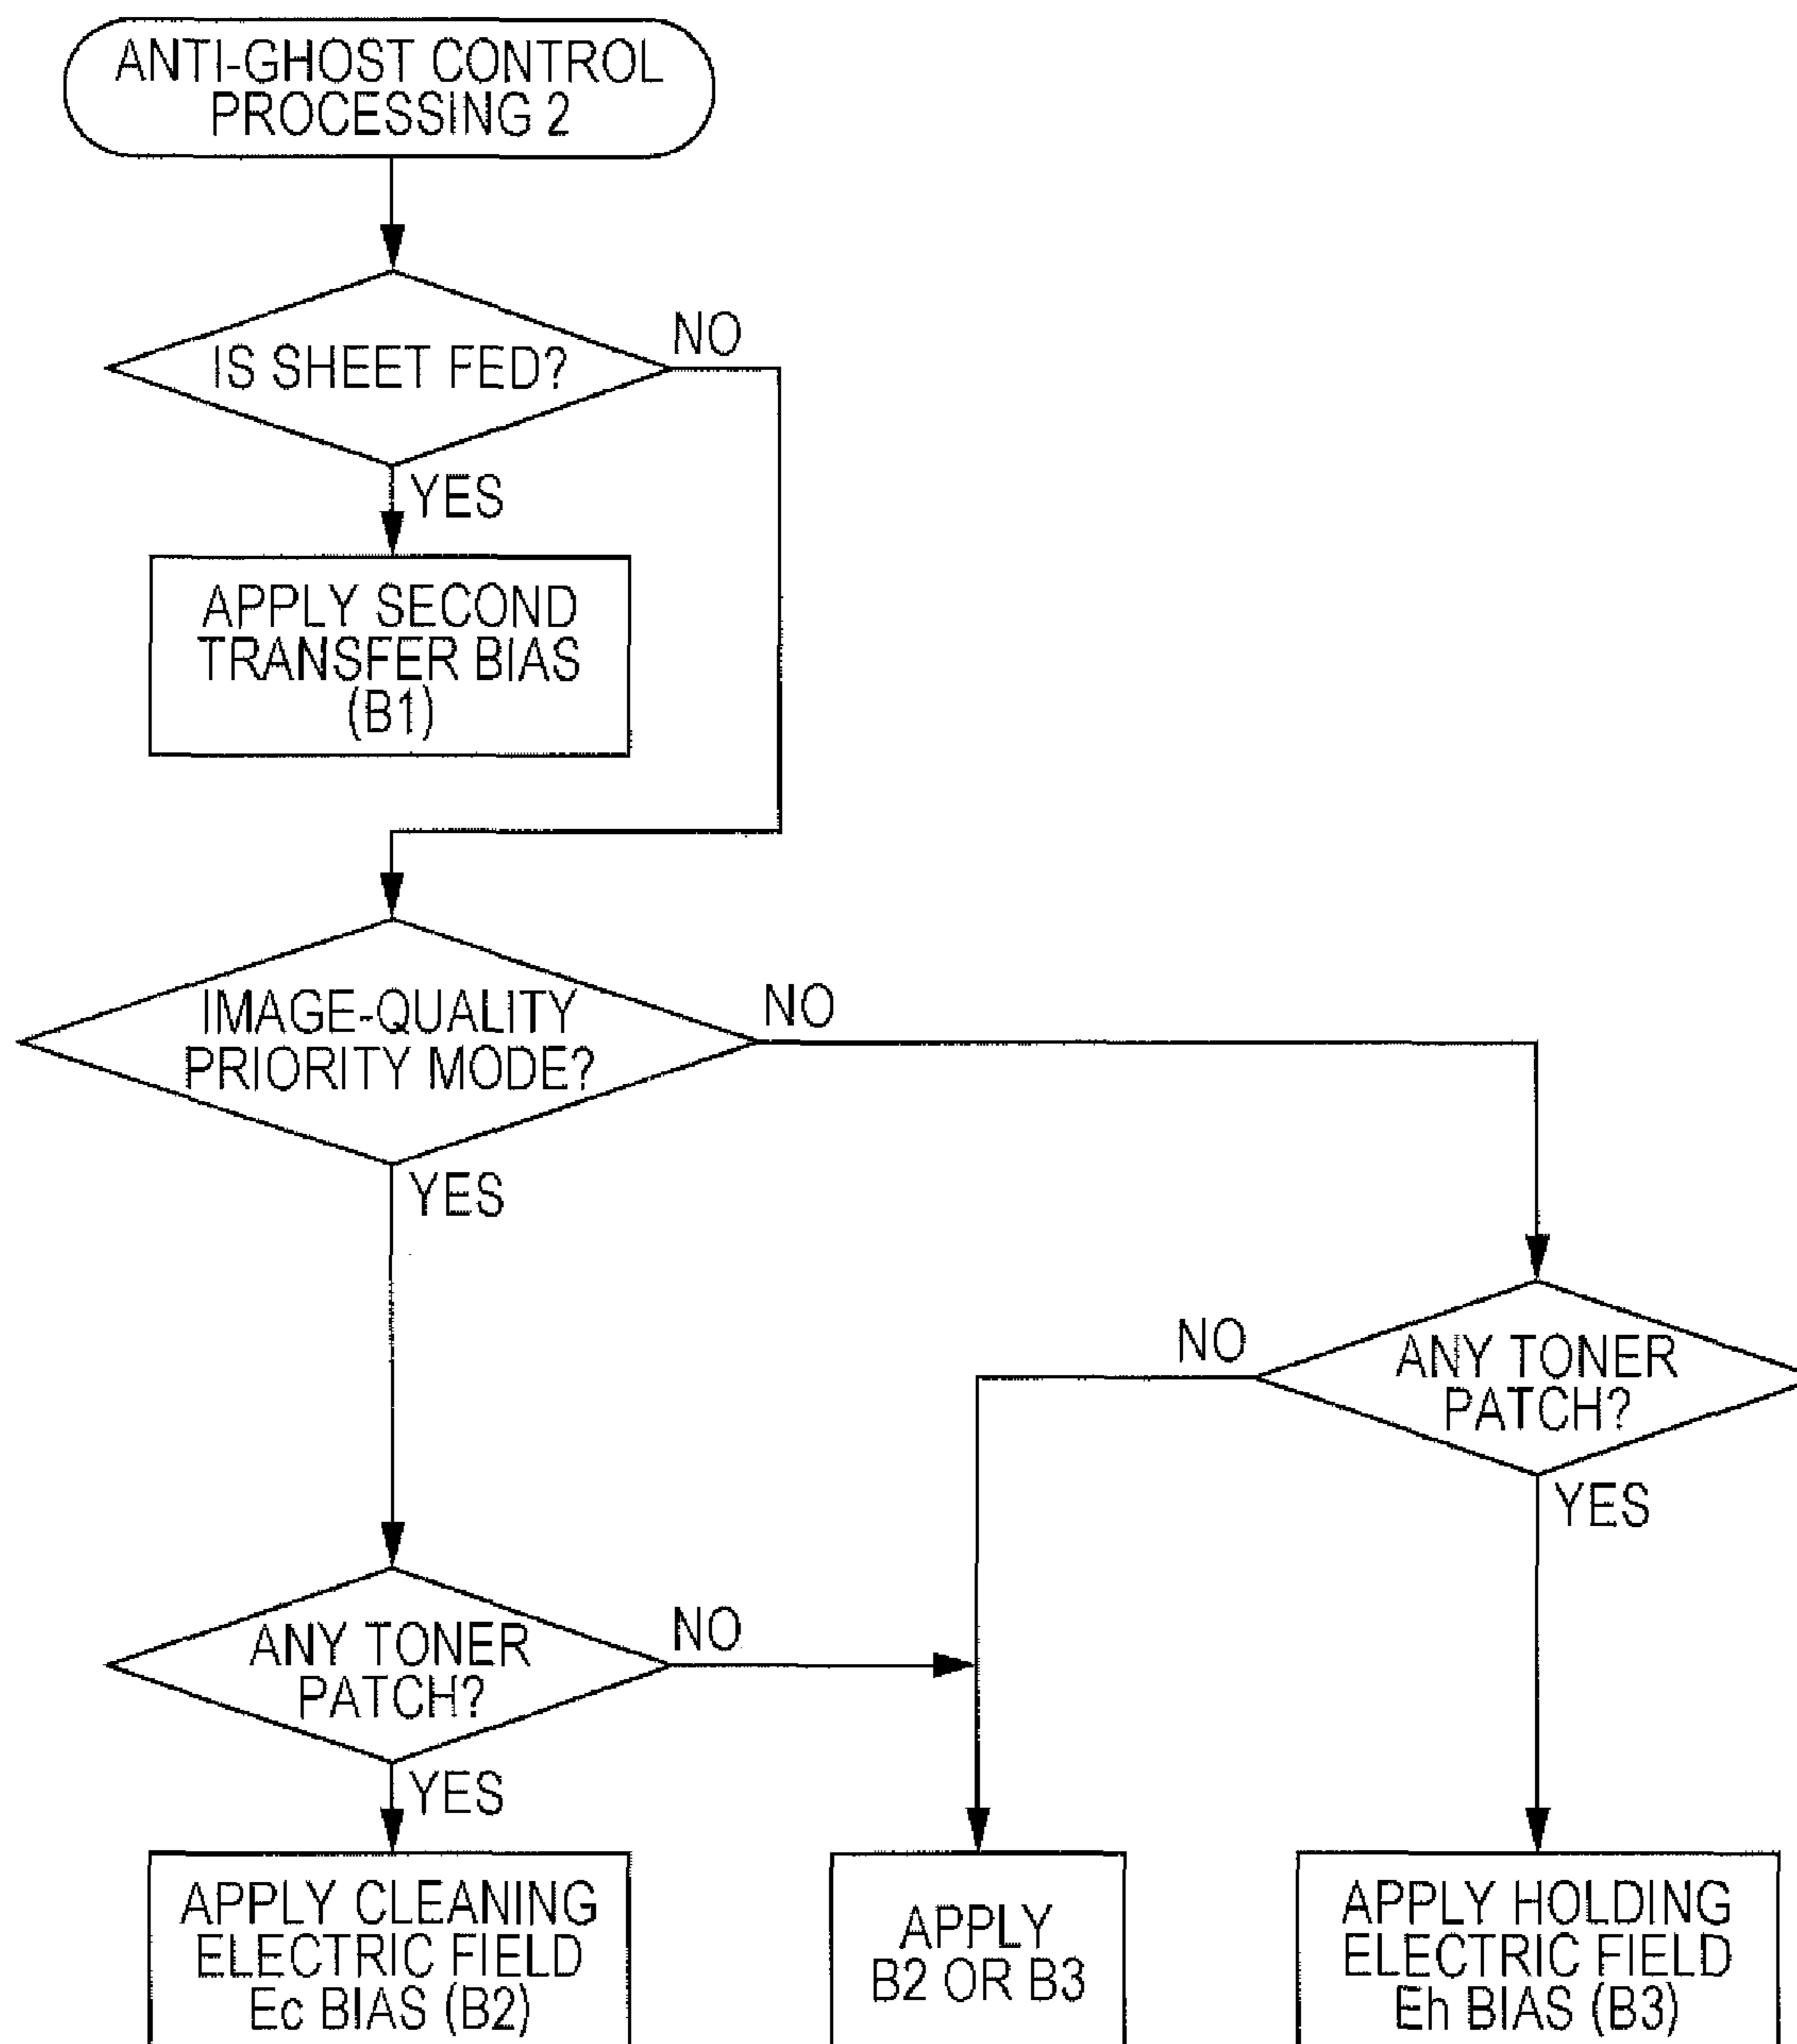 ANTI-GHOST CONTROL
PROCESSING 2
IS SHEET FED?
NO
YES
APPLY SECOND
TRANSFER BIAS
(B1)
IMAGE-QUALITY
PRIORITY MODE?
NO
YES
NO
ANY TONER
PATCH?
YES
ANY TONER
PATCH?
NO
YES
APPLY CLEANING
ELECTRIC FIELD
Ec BIAS (B2)
APPLY
B2 OR B3
APPLY HOLDING
ELECTRIC FIELD
Eh BIAS (B3)